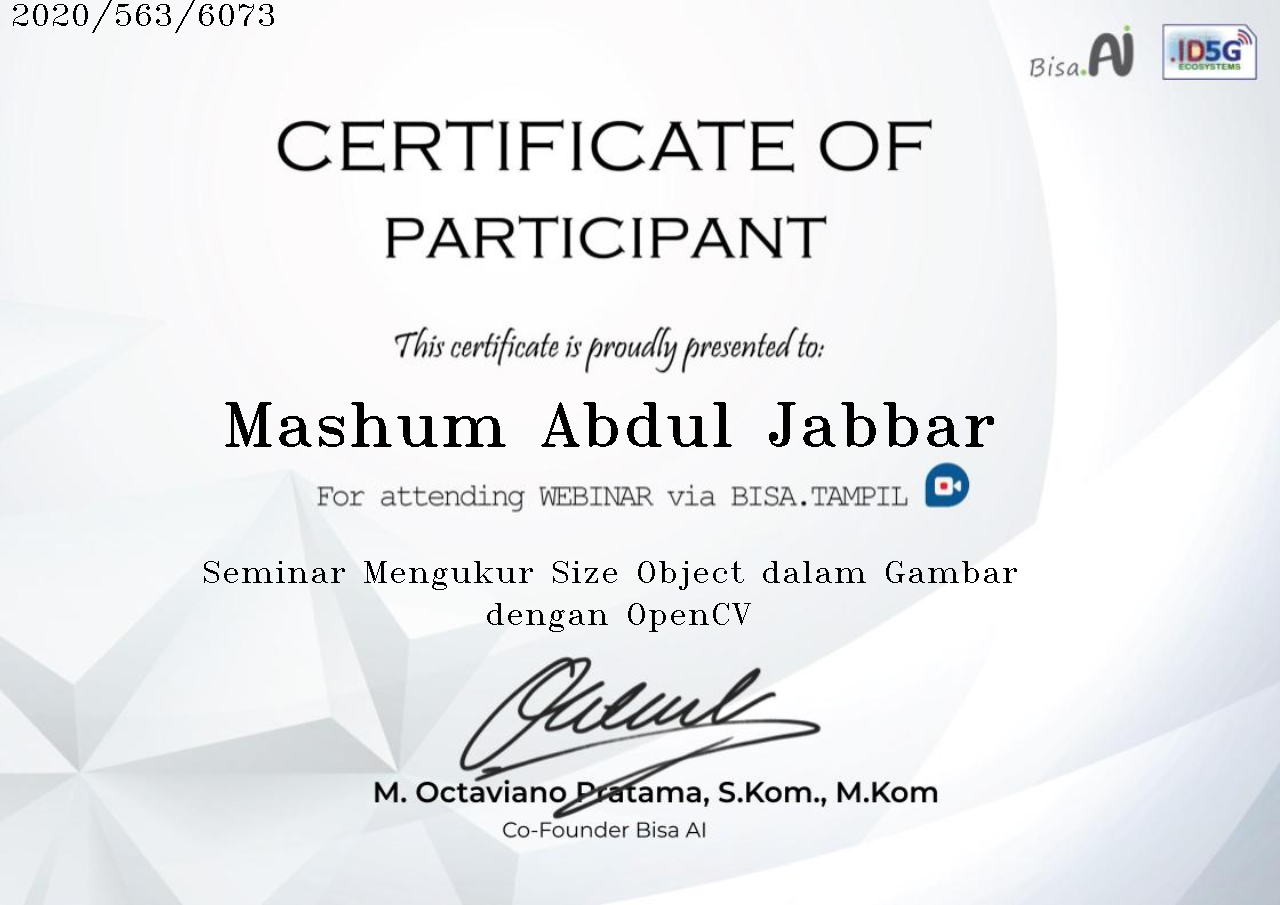 2020/563/6073
Bisa.AI
.ID5G
ECOSYSTEMS
CERTIFICATE OF
PARTICIPANT
This certificate is proudly presented to:
Mashum Abdul Jabbar
For attending WEBINAR via BISA.TAMPIL
Seminar Mengukur Size Object dalam Gambar
dengan OpenCV
M. Octaviano Pratama, S.Kom., M.Kom
Co-Founder Bisa AI